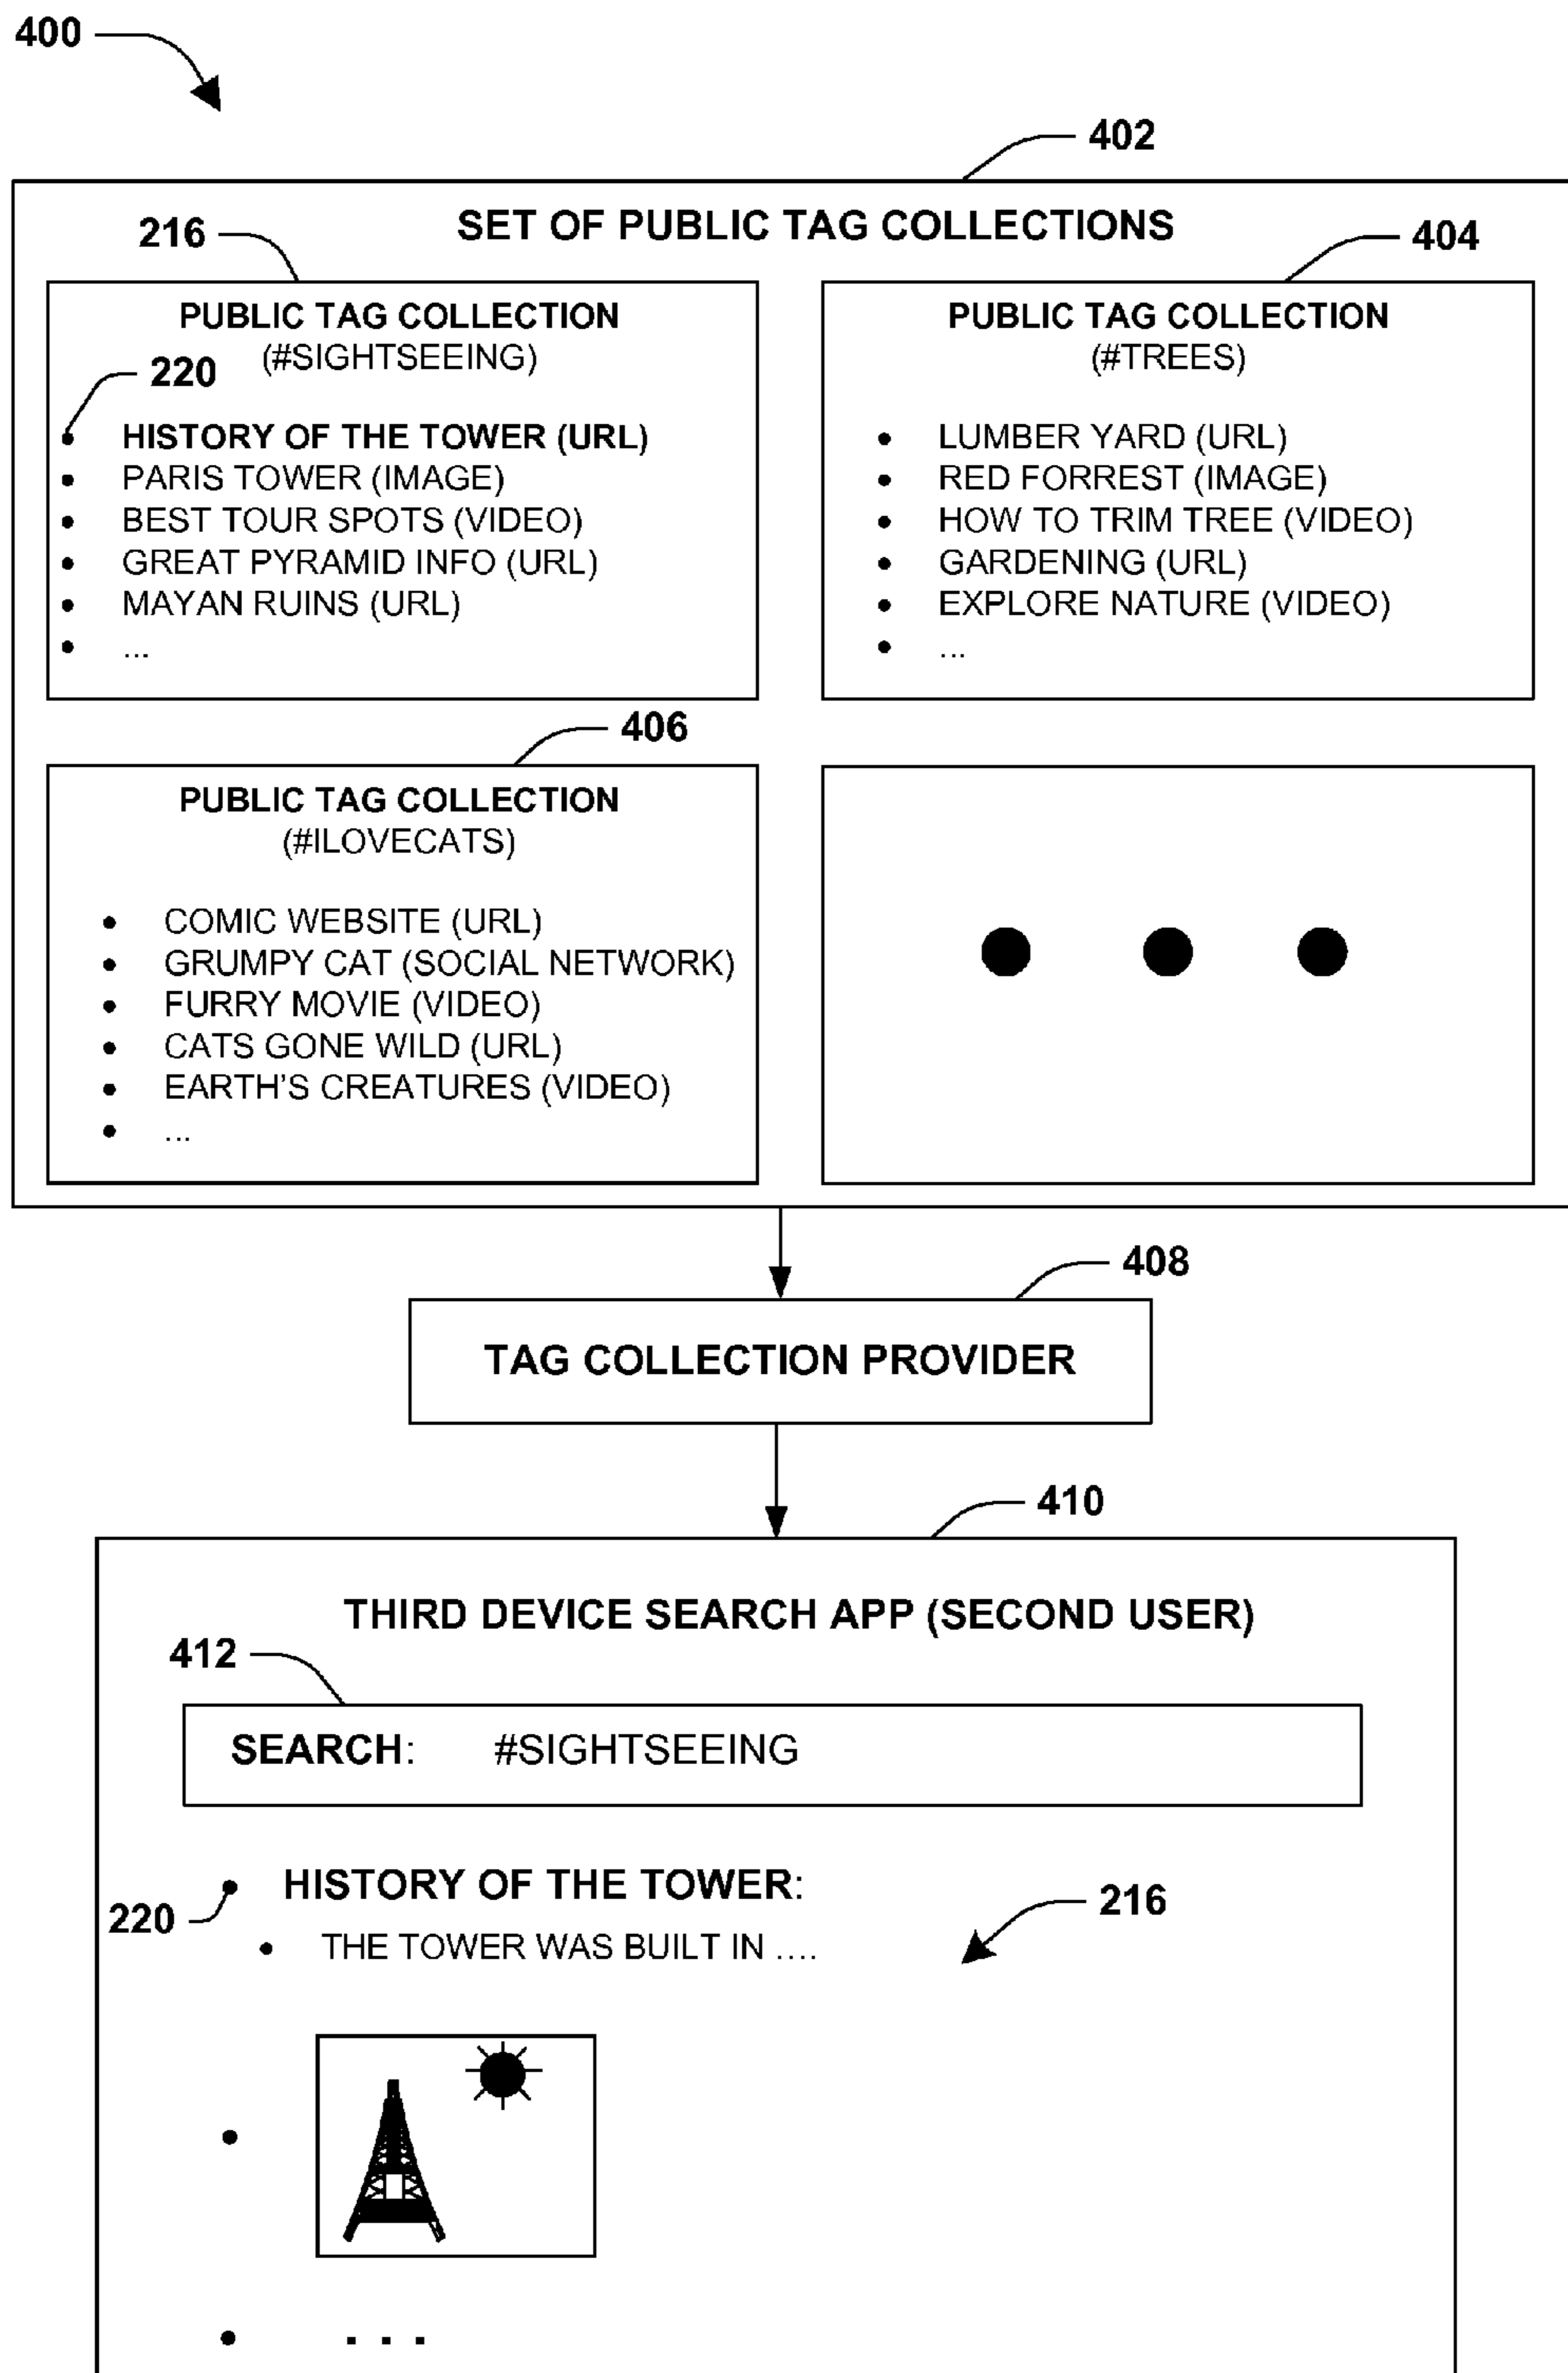 400
402
SET OF PUBLIC TAG COLLECTIONS
216
PUBLIC TAG COLLECTION
(#SIGHTSEEING)
220
• HISTORY OF THE TOWER (URL)
• PARIS TOWER (IMAGE)
• BEST TOUR SPOTS (VIDEO)
• GREAT PYRAMID INFO (URL)
• MAYAN RUINS (URL)
• ...
404
PUBLIC TAG COLLECTION
(#TREES)
• LUMBER YARD (URL)
• RED FORREST (IMAGE)
• HOW TO TRIM TREE (VIDEO)
• GARDENING (URL)
• EXPLORE NATURE (VIDEO)
• ...
406
PUBLIC TAG COLLECTION
(#ILOVECATS)
• COMIC WEBSITE (URL)
• GRUMPY CAT (SOCIAL NETWORK)
• FURRY MOVIE (VIDEO)
• CATS GONE WILD (URL)
• EARTH'S CREATURES (VIDEO)
• ...
408
TAG COLLECTION PROVIDER
410
THIRD DEVICE SEARCH APP (SECOND USER)
412
SEARCH: #SIGHTSEEING
• HISTORY OF THE TOWER:
220
216
• THE TOWER WAS BUILT IN ....
• . . .